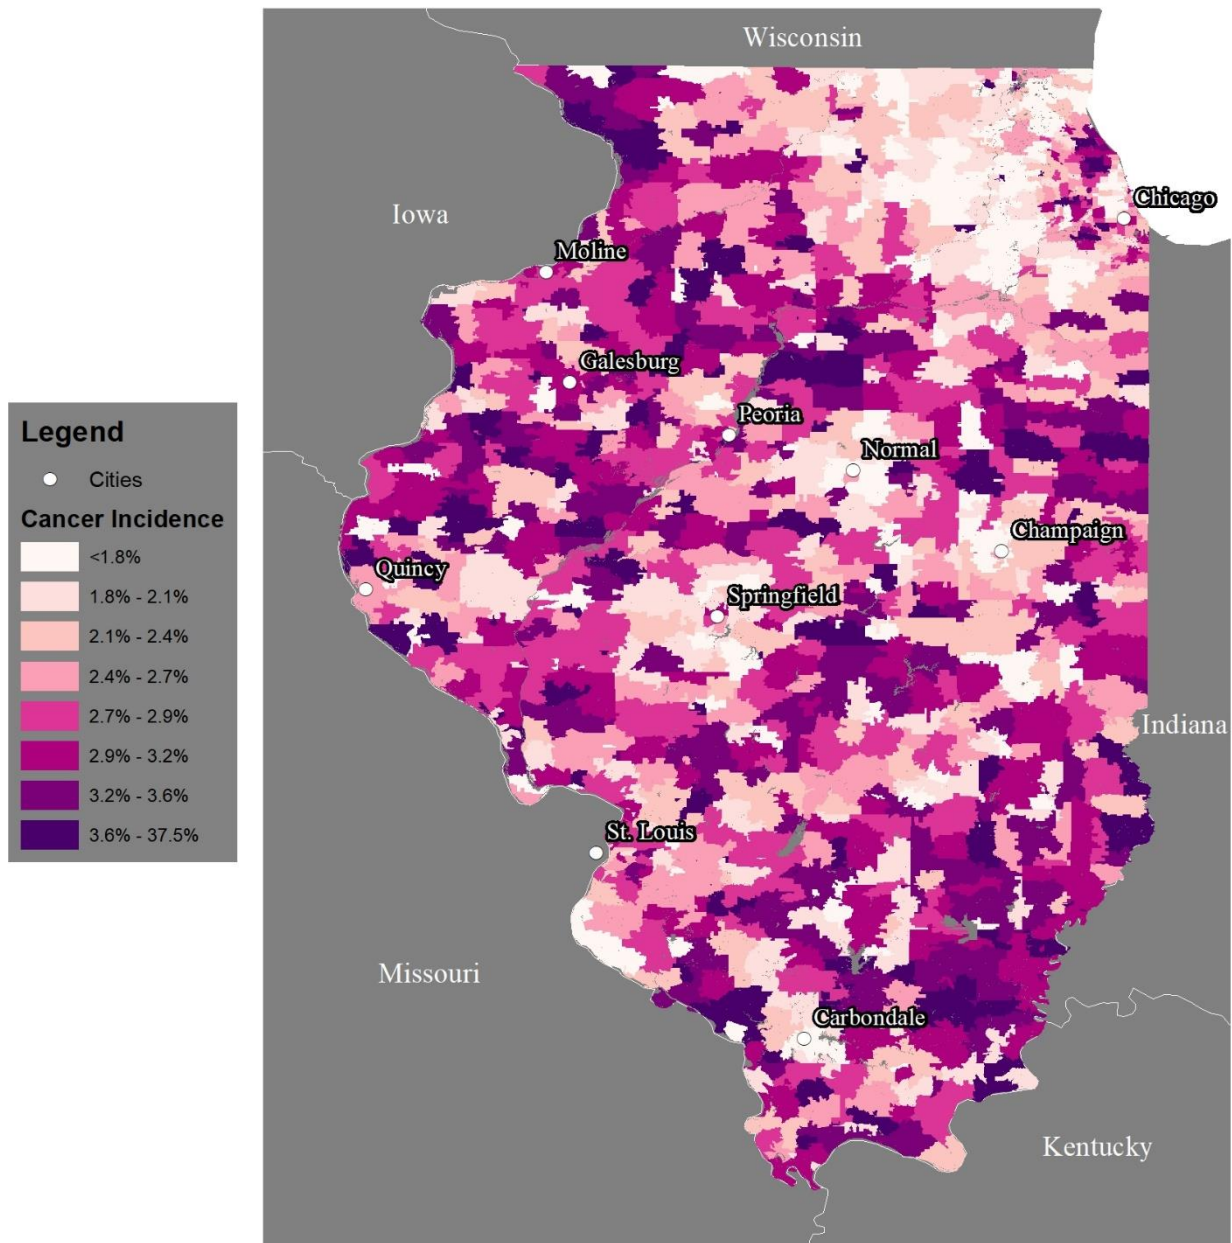 Wisconsin
Iowa
Chicago
Moline
Galesburg
Peoria
Normal
Champaign
Quincy
Springfield
Indiana
St. Louis
Missouri
Carbondale
Kentucky
Legend
Cities
Cancer Incidence
<1.8%
1.8% - 2.1%
2.1% - 2.4%
2.4% - 2.7%
2.7% - 2.9%
2.9% - 3.2%
3.2% - 3.6%
3.6% - 37.5%